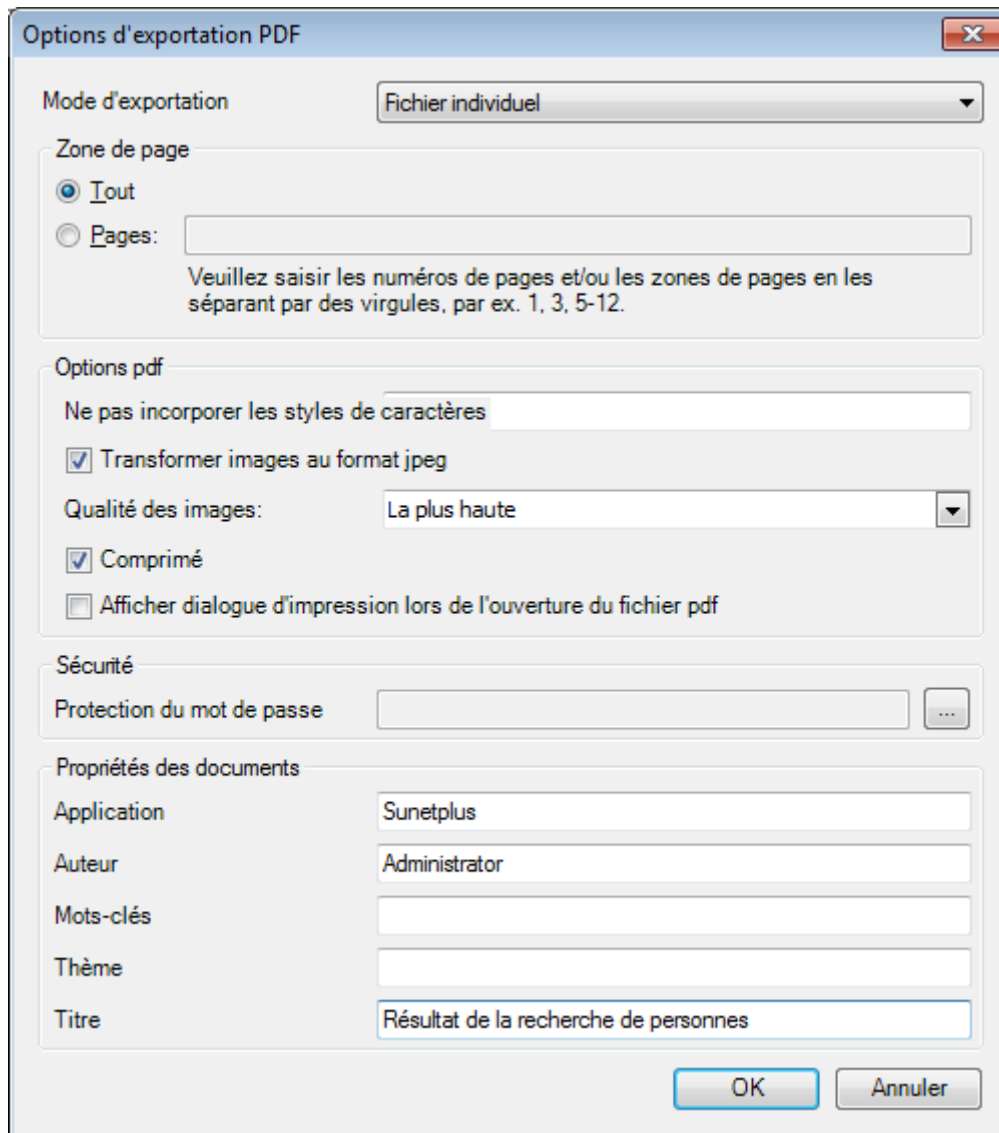 Options d'exportation PDF
Mode d'exportation Fichier individuel
Zone de page
Tout
Pages:
Veuillez saisir les numéros de pages et/ou les zones de pages en les
séparant par des virgules, par ex. 1, 3, 5-12.
Options pdf
Ne pas incorporer les styles de caractères
Transformer images au format jpeg
Qualité des images: La plus haute
Comprimé
Afficher dialogue d'impression lors de l'ouverture du fichier pdf
Sécurité
Protection du mot de passe ...
Propriétés des documents
Application Sunetplus
Auteur Administrator
Mots-clés
Thème
Titre Résultat de la recherche de personnes
OK Annuler